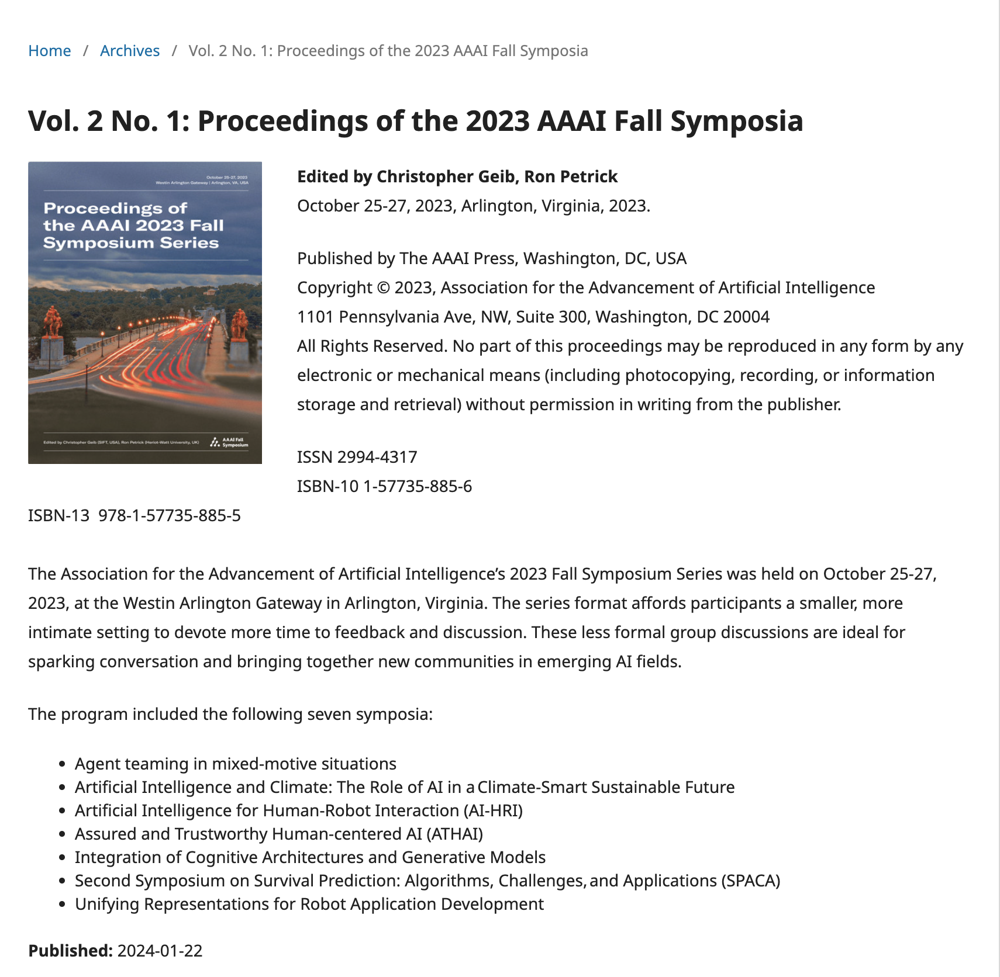 Home / Archives / Vol. 2 No. 1: Proceedings of the 2023 AAAI Fall Symposia
Vol. 2 No. 1: Proceedings of the 2023 AAAI Fall Symposia
October 25-27, 2023
Westin Arlington Gateway | Arlington, VA, USA
Proceedings of
the AAAI 2023 Fall
Symposium Series
Edited by Christopher Geib (SIFT, USA), Ron Petrick (Heriot-Watt University, UK)
AAAI Fall
Symposium
Edited by Christopher Geib, Ron Petrick
October 25-27, 2023, Arlington, Virginia, 2023.
Published by The AAAI Press, Washington, DC, USA
Copyright © 2023, Association for the Advancement of Artificial Intelligence
1101 Pennsylvania Ave, NW, Suite 300, Washington, DC 20004
All Rights Reserved. No part of this proceedings may be reproduced in any form by any
electronic or mechanical means (including photocopying, recording, or information
storage and retrieval) without permission in writing from the publisher.
ISSN 2994-4317
ISBN-10 1-57735-885-6
ISBN-13 978-1-57735-885-5
The Association for the Advancement of Artificial Intelligence’s 2023 Fall Symposium Series was held on October 25-27,
2023, at the Westin Arlington Gateway in Arlington, Virginia. The series format affords participants a smaller, more
intimate setting to devote more time to feedback and discussion. These less formal group discussions are ideal for
sparking conversation and bringing together new communities in emerging AI fields.
The program included the following seven symposia:
• Agent teaming in mixed-motive situations
• Artificial Intelligence and Climate: The Role of AI in a Climate-Smart Sustainable Future
• Artificial Intelligence for Human-Robot Interaction (AI-HRI)
• Assured and Trustworthy Human-centered AI (ATHAI)
• Integration of Cognitive Architectures and Generative Models
• Second Symposium on Survival Prediction: Algorithms, Challenges, and Applications (SPACA)
• Unifying Representations for Robot Application Development
Published: 2024-01-22